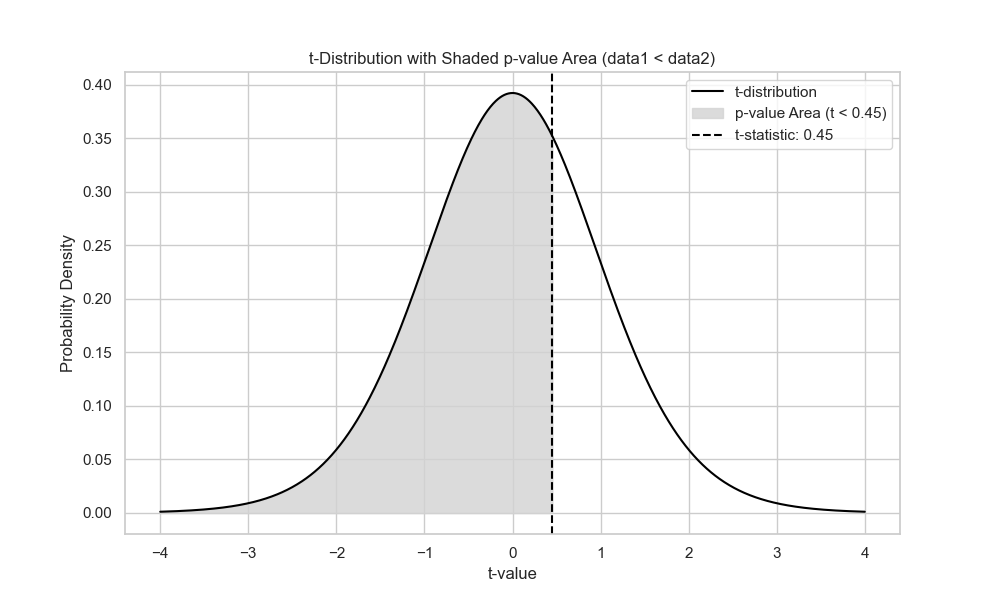 t-Distribution with Shaded p-value Area (data1 < data2)
t-distribution
p-value Area (t < 0.45)
t-statistic: 0.45
Probability Density
0.40
0.35
0.30
0.25
0.20
0.15
0.10
0.05
0.00
−4 −3 −2 −1 0 1 2 3 4
t-value